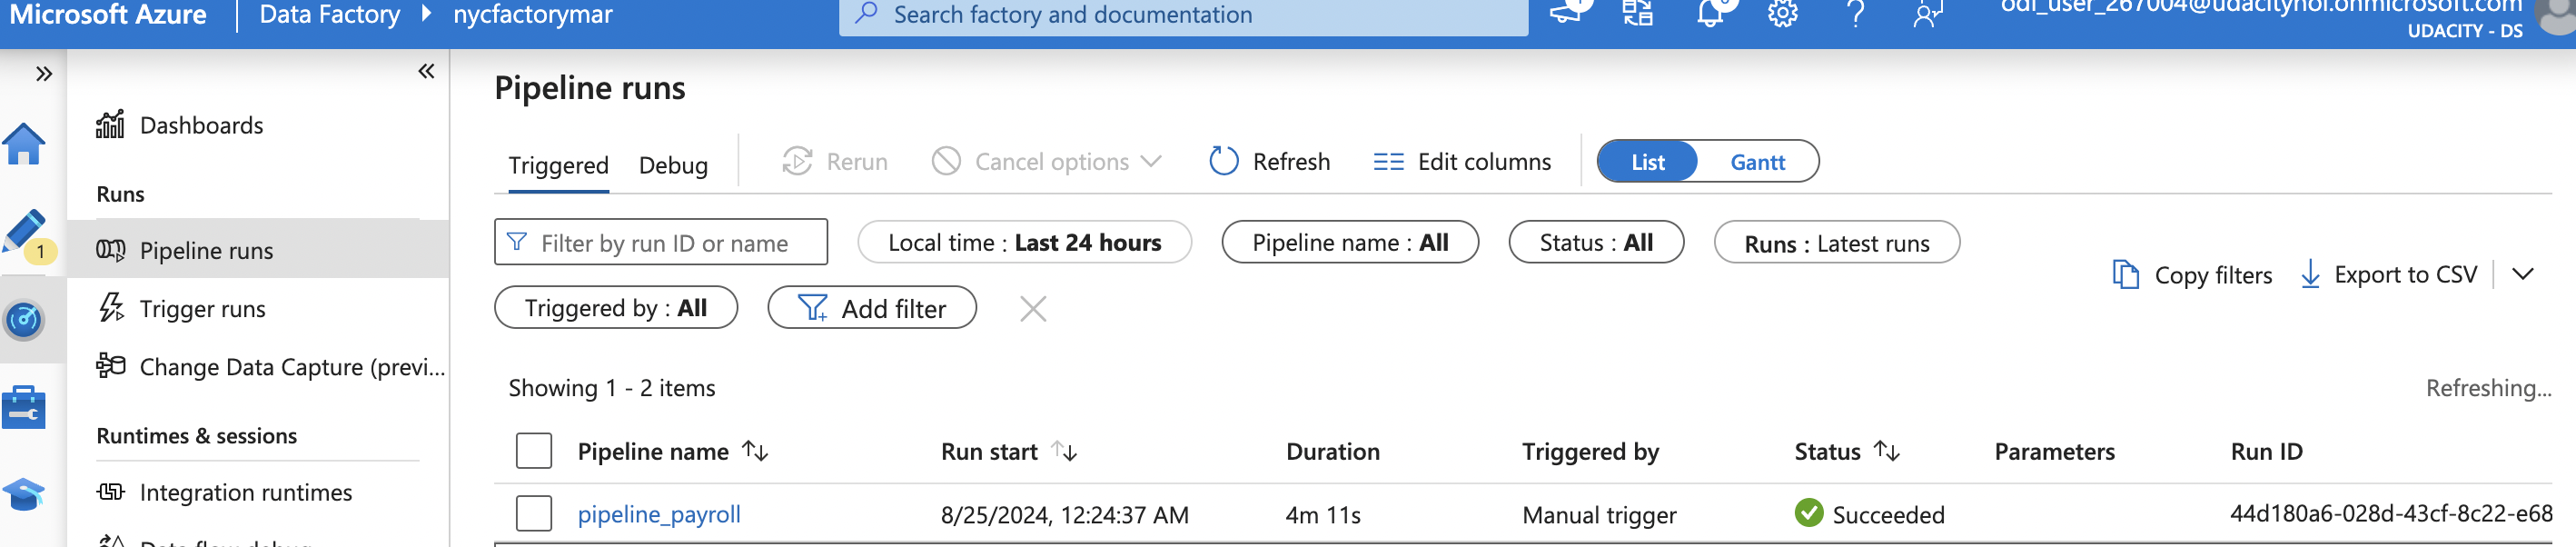 Microsoft Azure
Data Factory
nycfactorymar
Search factory and documentation
odl_user_267004@udacityhol.onmicrosoft.com
UDACITY - DS
Dashboards
Runs
Pipeline runs
Trigger runs
Change Data Capture (previ...
Runtimes & sessions
Integration runtimes
Data flow debug
1
Pipeline runs
Triggered Debug Rerun Cancel options Refresh Edit columns List Gantt
Filter by run ID or name Local time : Last 24 hours Pipeline name : All Status : All Runs : Latest runs
Triggered by : All Add filter
Copy filters Export to CSV
Showing 1 - 2 items
Refreshing...
Pipeline name Run start Duration Triggered by Status Parameters Run ID
pipeline_payroll 8/25/2024, 12:24:37 AM 4m 11s Manual trigger Succeeded 44d180a6-028d-43cf-8c22-e68